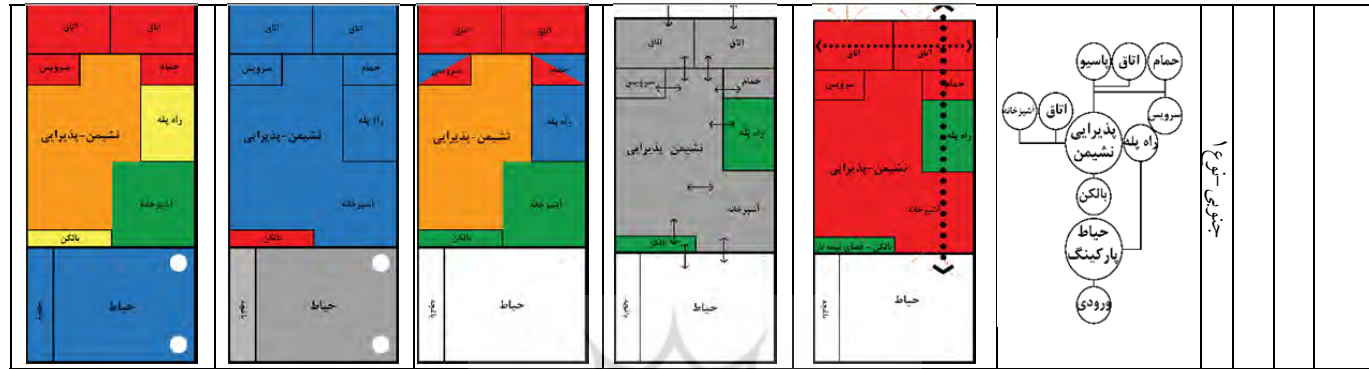 جنوبی - نوع ۱
پاسیو
اتاق
حمام
سرویس
آشپزخانه
اتاق
پذیرایی
نشیمن
راه پله
بالکن
حیاط
پارکینگ
ورودی
اتاق
اتاق
سرویس
حمام
راه پله
نشیمن-پذیرایی
آشپزخانه
بالکن - فضای نیمه باز
حیاط
باغچه
اتاق
اتاق
سرویس
حمام
راه پله
نشیمن پذیرایی
آشپزخانه
بالکن
حیاط
باغچه
اتاق
اتاق
سرویس
حمام
راه پله
نشیمن-پذیرایی
آشپزخانه
بالکن
حیاط
باغچه
اتاق
اتاق
سرویس
حمام
راه پله
نشیمن-پذیرایی
آشپزخانه
بالکن
حیاط
باغچه
اتاق
اتاق
سرویس
حمام
راه پله
نشیمن-پذیرایی
آشپزخانه
بالکن
حیاط
باغچه